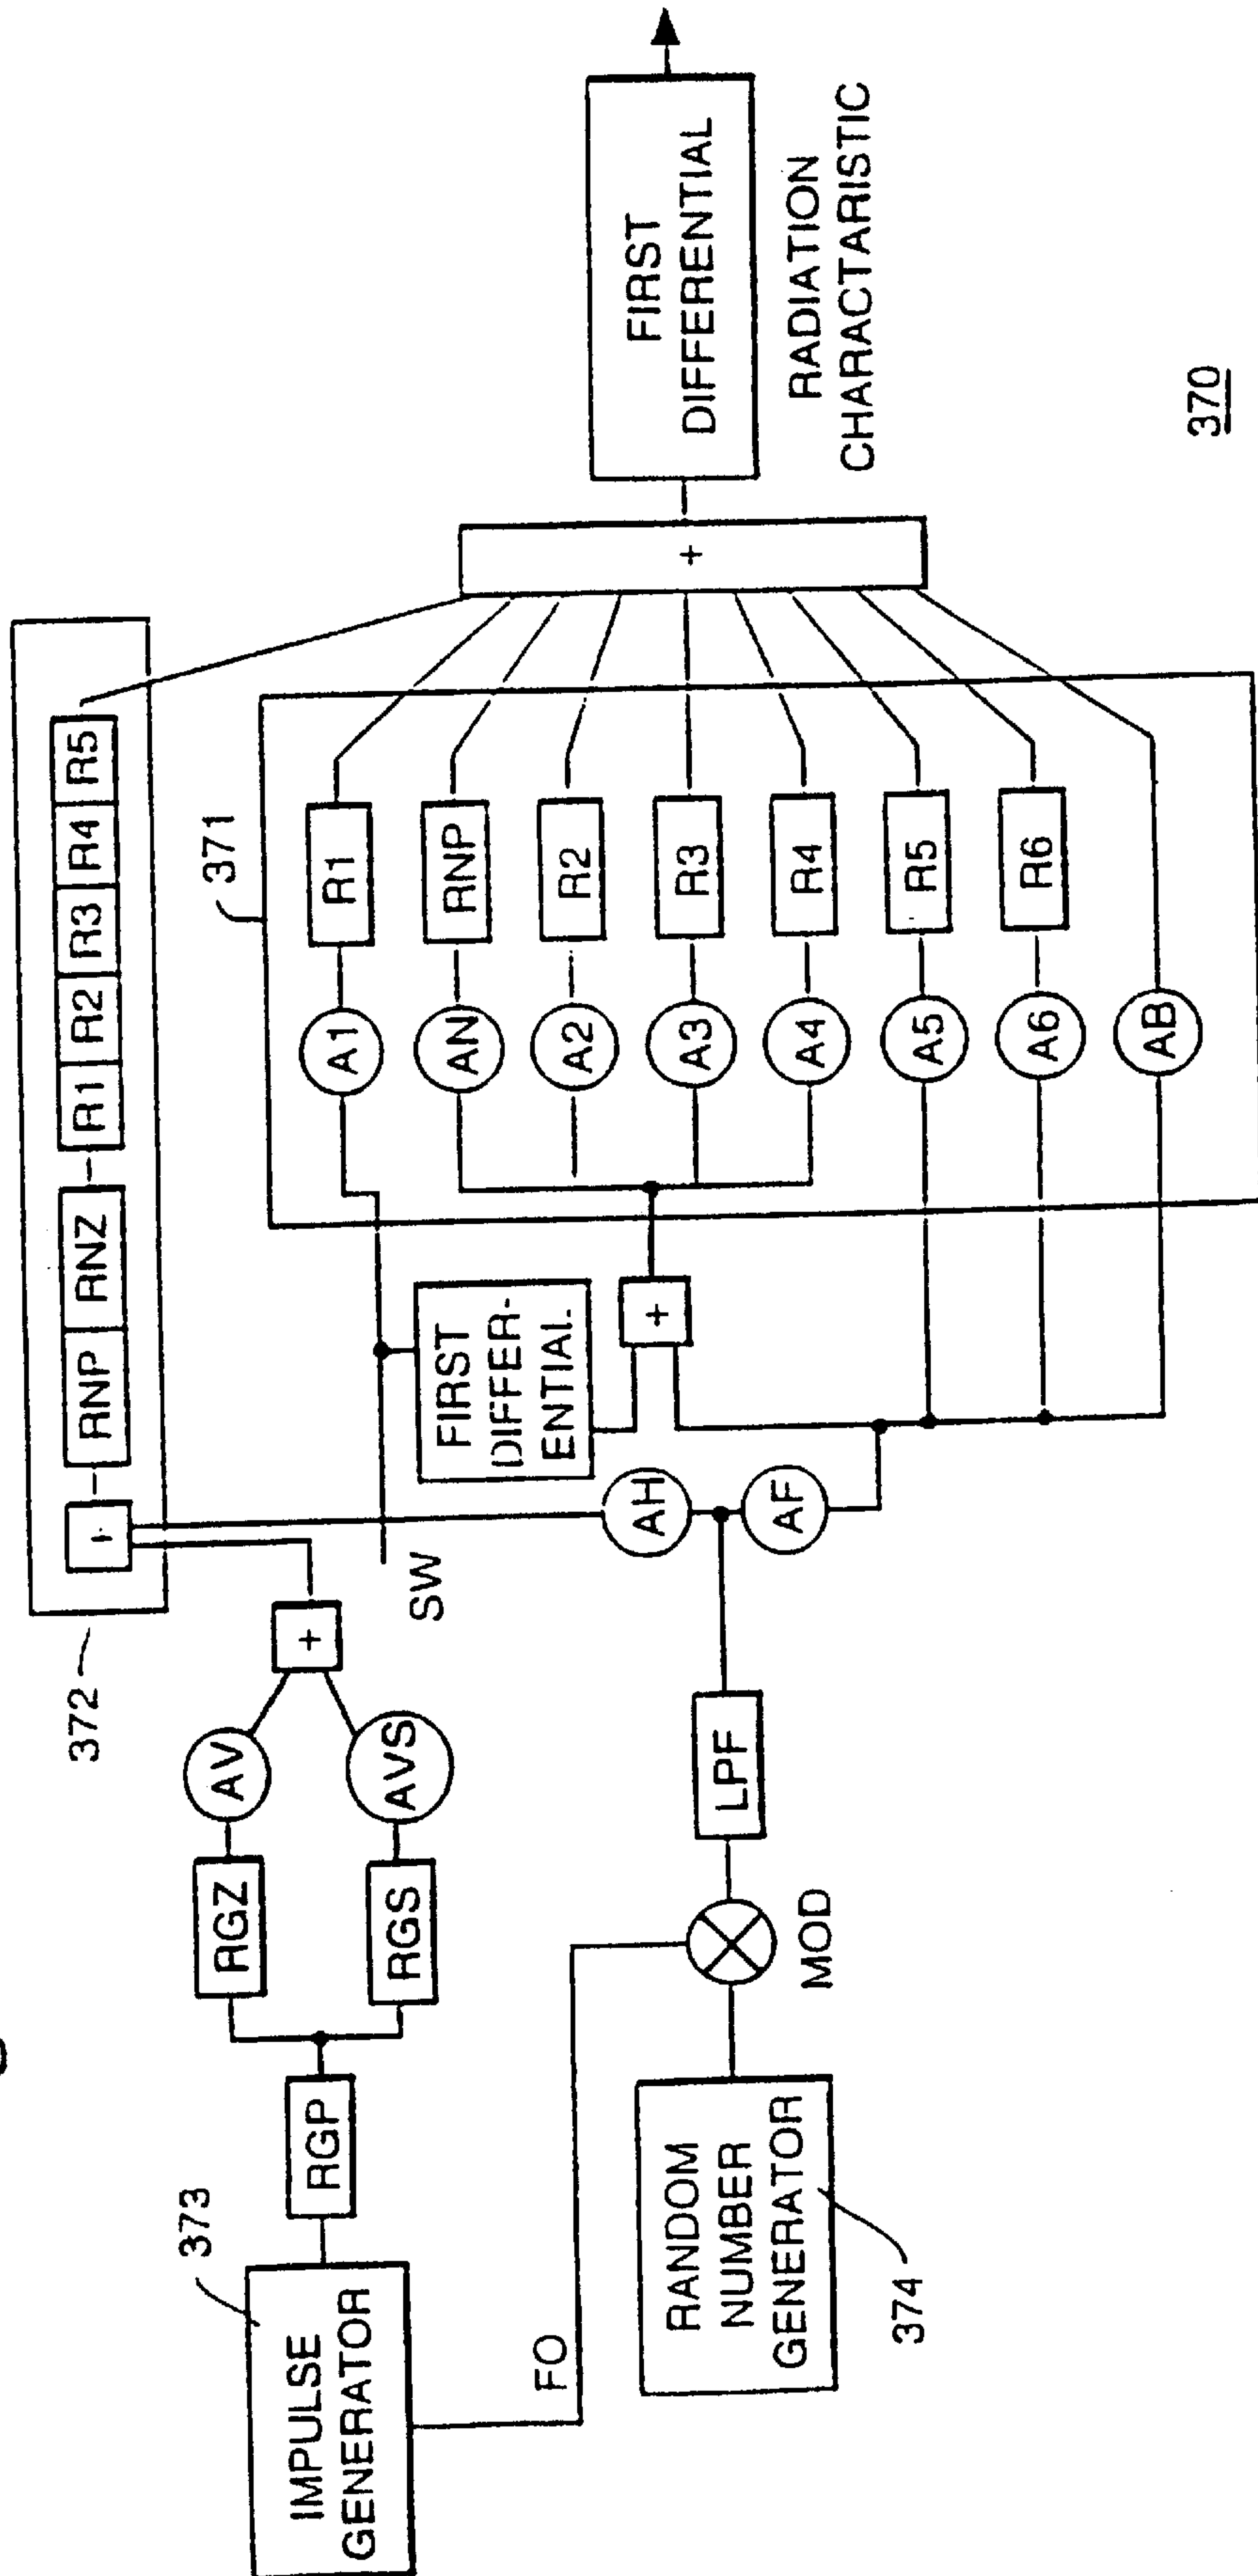 372
+
RNP
RNZ
R1
R2
R3
R4
R5
373
IMPULSE
GENERATOR
RGP
RGZ
RGS
AV
AVS
+
SW
FIRST
DIFFER-
ENTIAL
+
371
A1
R1
AN
RNP
A2
R2
A3
R3
A4
R4
A5
R5
A6
R6
AB
+
FIRST
DIFFERENTIAL
RADIATION
CHARACTARISTIC
FO
RANDOM
NUMBER
GENERATOR
374
MOD
LPF
AH
AF
370